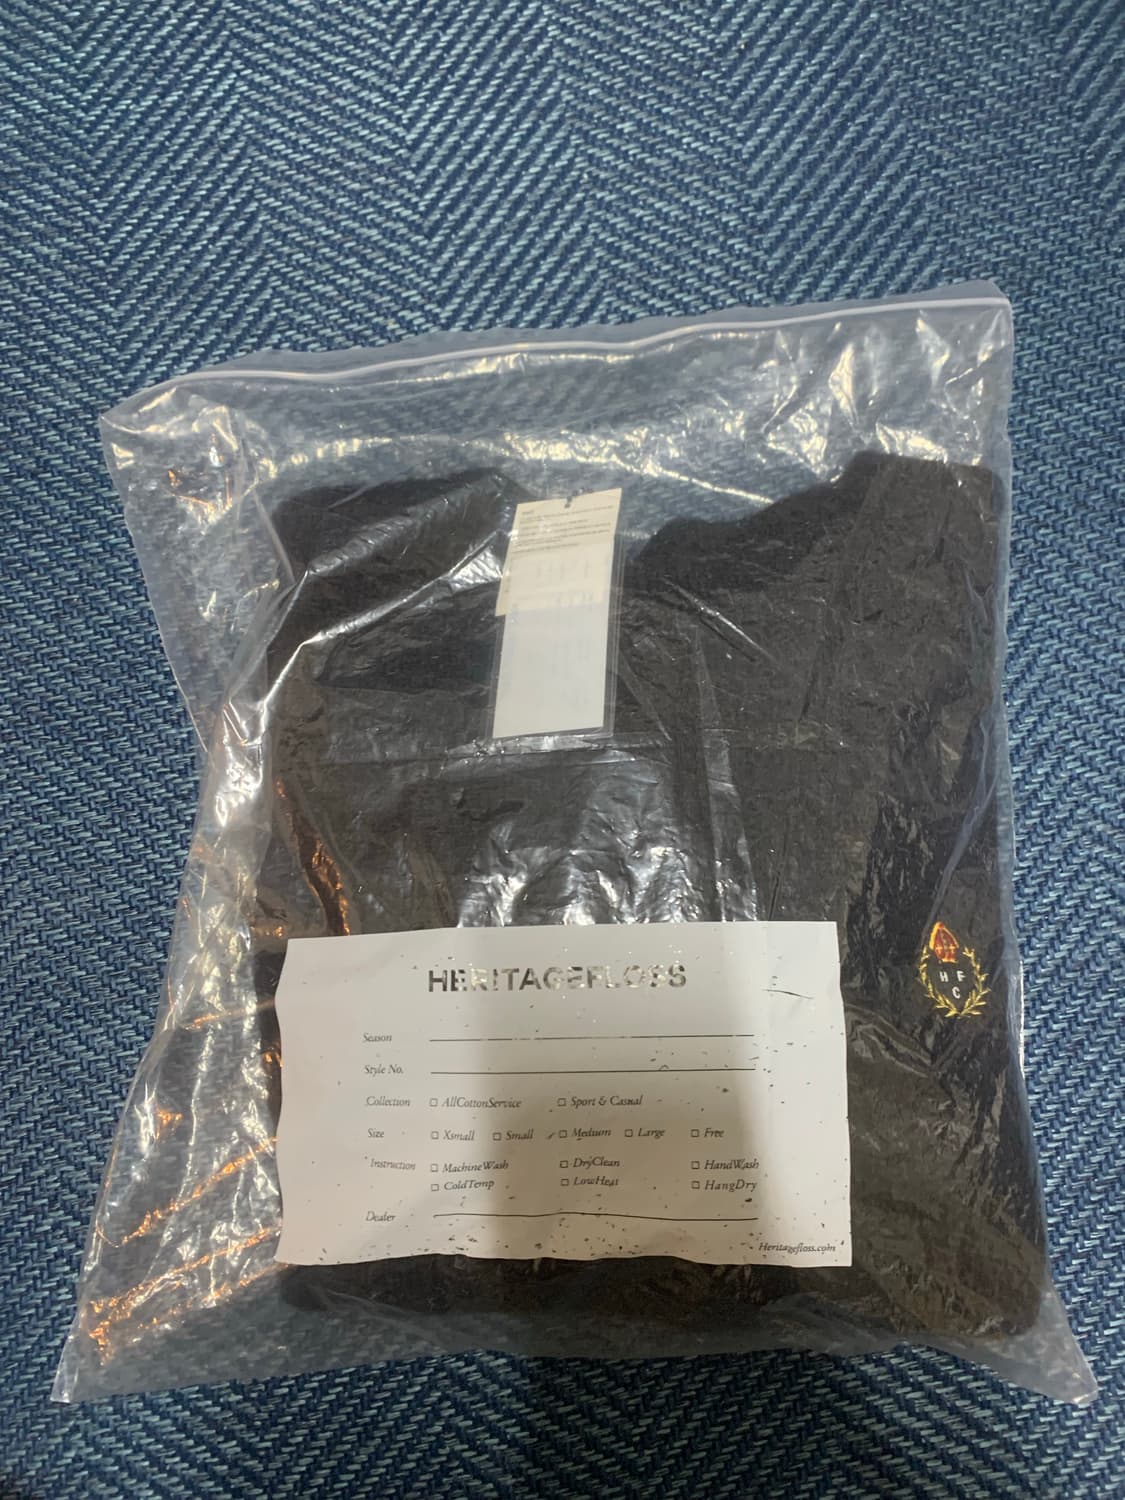 H F
C
HERITAGEFLOSS
Season
Style No.
Collection □ AllCottonService □ Sport & Casual
Size □ Xsmall □ Small □ Medium □ Large □ Free
Instruction □ MachineWash □ DryClean □ HandWash
□ ColdTemp □ LowHeat □ HangDry
Dealer
Heritagefloss.com